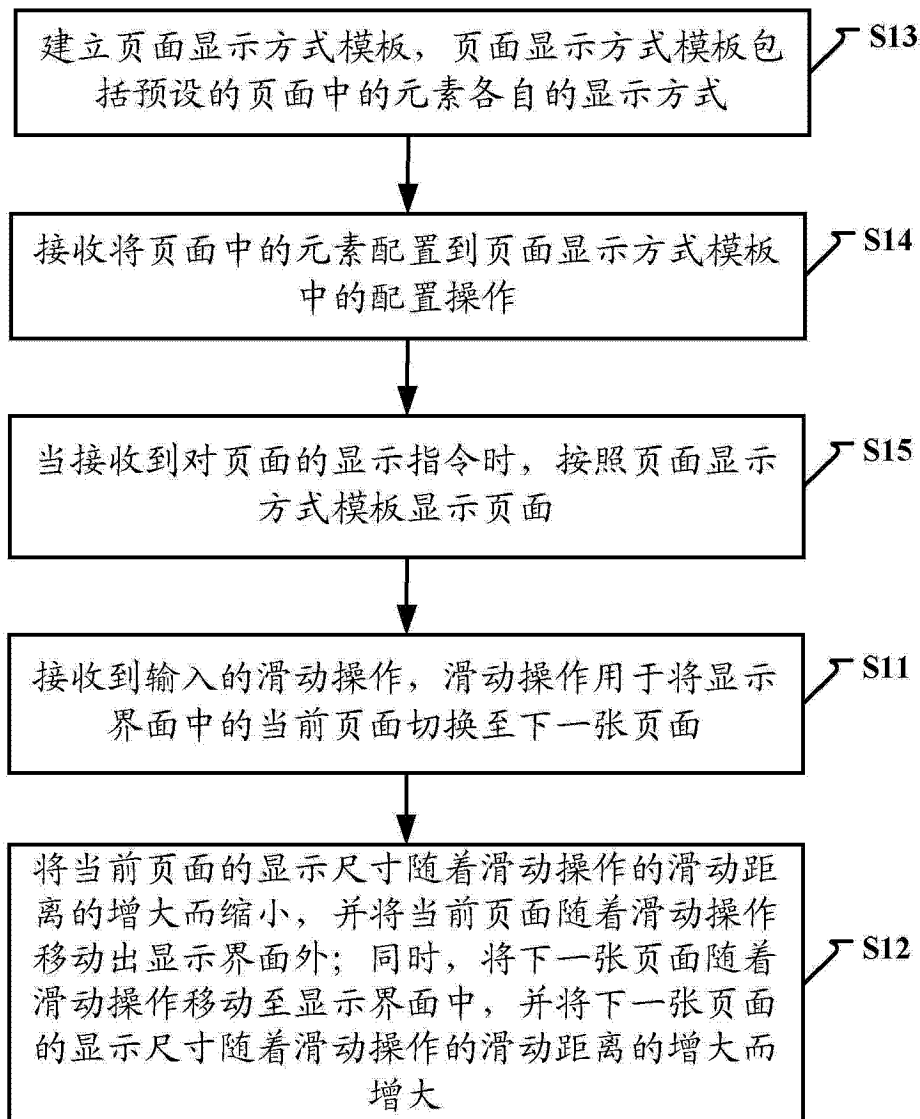 建立页面显示方式模板，页面显示方式模板包
括预设的页面中的元素各自的显示方式
S13
接收将页面中的元素配置到页面显示方式模板
中的配置操作
S14
当接收到对页面的显示指令时，按照页面显示
方式模板显示页面
S15
接收到输入的滑动操作，滑动操作用于将显示
界面中的当前页面切换至下一张页面
S11
将当前页面的显示尺寸随着滑动操作的滑动距
离的增大而缩小，并将当前页面随着滑动操作
移动出显示界面外；同时，将下一张页面随着
滑动操作移动至显示界面中，并将下一张页面
的显示尺寸随着滑动操作的滑动距离的增大而
增大
S12